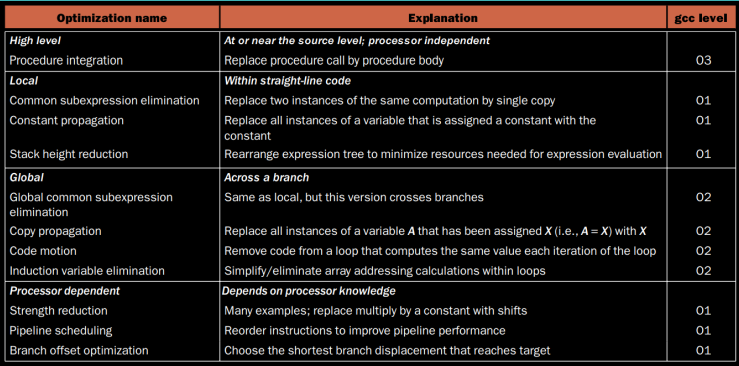 Optimization name Explanation gcc level
High level At or near the source level; processor independent
Procedure integration Replace procedure call by procedure body O3
Local Within straight-line code
Common subexpression elimination Replace two instances of the same computation by single copy O1
Constant propagation Replace all instances of a variable that is assigned a constant with the O1
constant
Stack height reduction Rearrange expression tree to minimize resources needed for expression evaluation O1
Global Across a branch
Global common subexpression Same as local, but this version crosses branches O2
elimination
Copy propagation Replace all instances of a variable A that has been assigned X (i.e., A = X) with X O2
Code motion Remove code from a loop that computes the same value each iteration of the loop O2
Induction variable elimination Simplify/eliminate array addressing calculations within loops O2
Processor dependent Depends on processor knowledge
Strength reduction Many examples; replace multiply by a constant with shifts O1
Pipeline scheduling Reorder instructions to improve pipeline performance O1
Branch offset optimization Choose the shortest branch displacement that reaches target O1